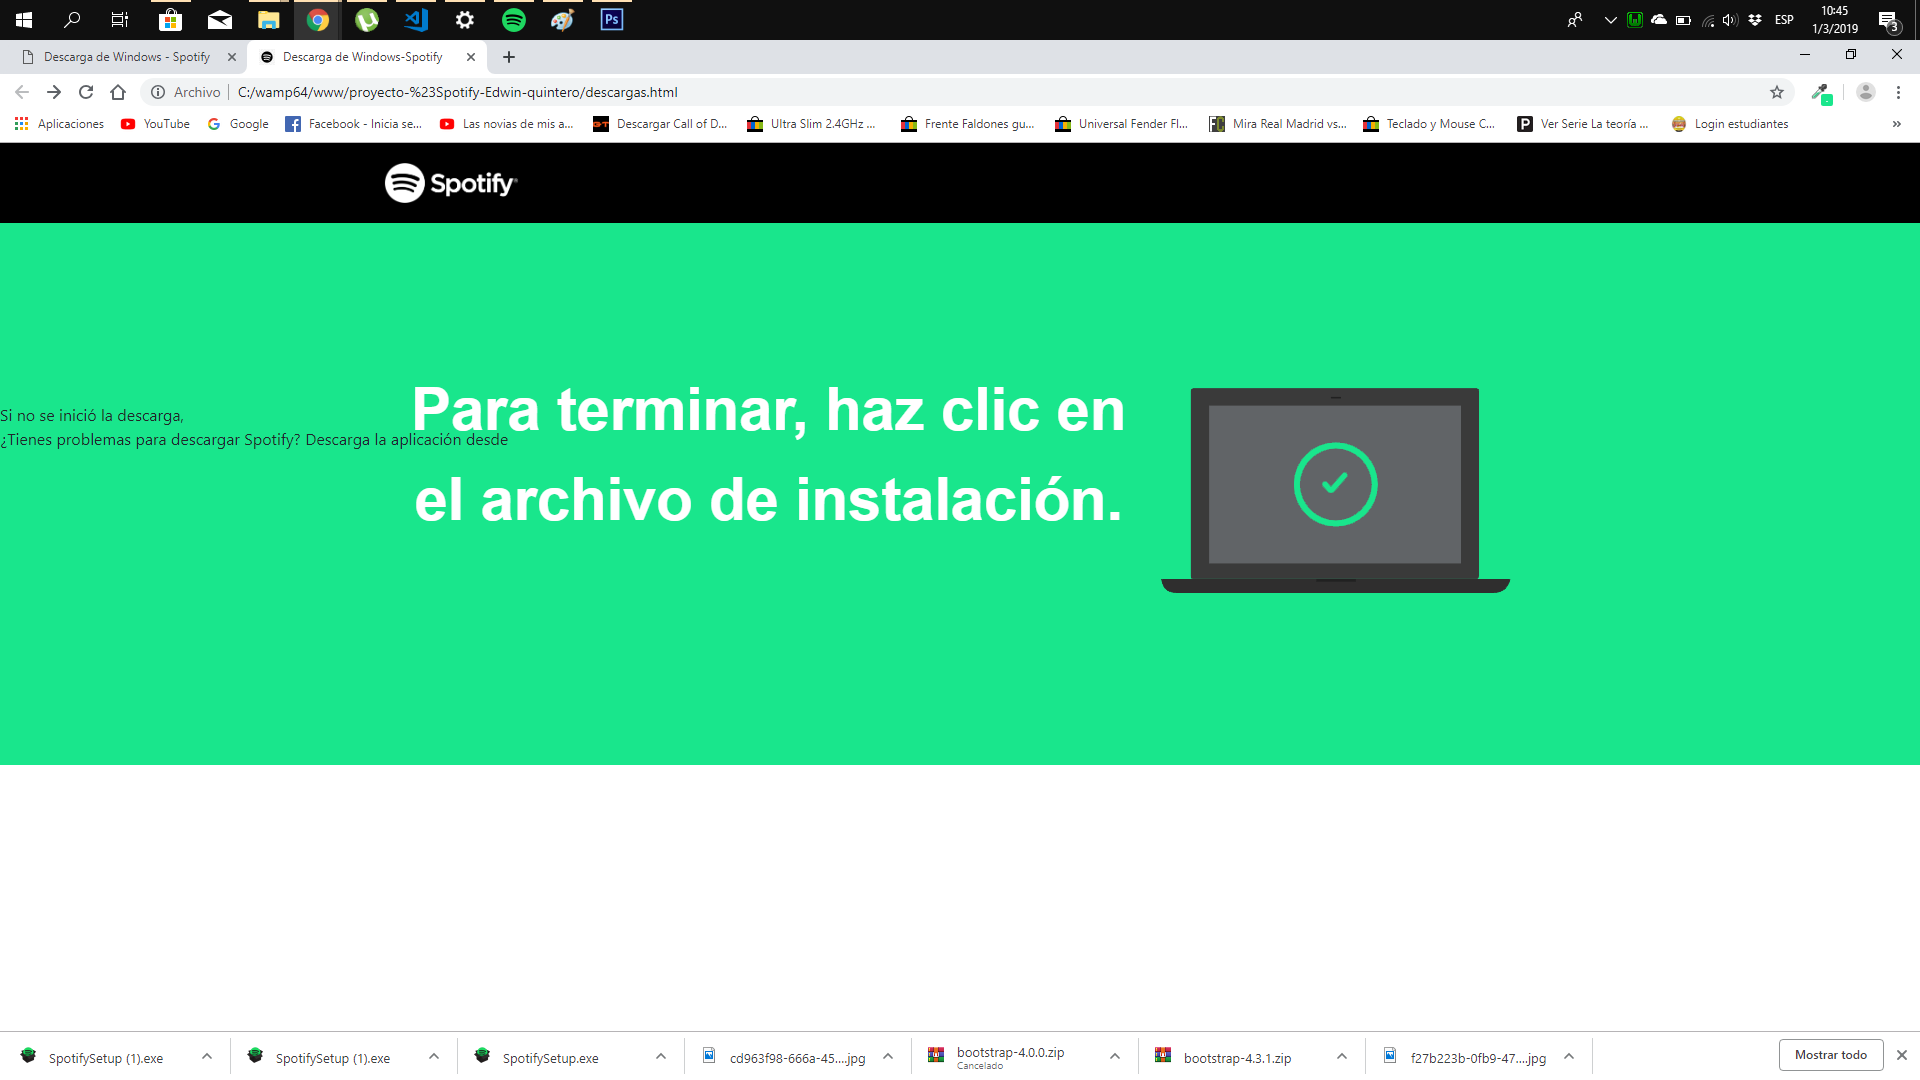 Ps
ESP
10:45
1/3/2019
3
Descarga de Windows - Spotify
Descarga de Windows-Spotify
Archivo
C:/wamp64/www/proyecto-%23Spotify-Edwin-quintero/descargas.html
Aplicaciones
YouTube
Google
Facebook - Inicia se...
Las novias de mis a...
Descargar Call of D...
Ultra Slim 2.4GHz ...
Frente Faldones gu...
Universal Fender Fl...
Mira Real Madrid vs...
Teclado y Mouse C...
Ver Serie La teoría ...
Login estudiantes
»
Spotify
Para terminar, haz clic en
el archivo de instalación.
Si no se inició la descarga,
¿Tienes problemas para descargar Spotify? Descarga la aplicación desde
SpotifySetup (1).exe
SpotifySetup (1).exe
SpotifySetup.exe
cd963f98-666a-45....jpg
bootstrap-4.0.0.zip
Cancelado
bootstrap-4.3.1.zip
f27b223b-0fb9-47....jpg
Mostrar todo